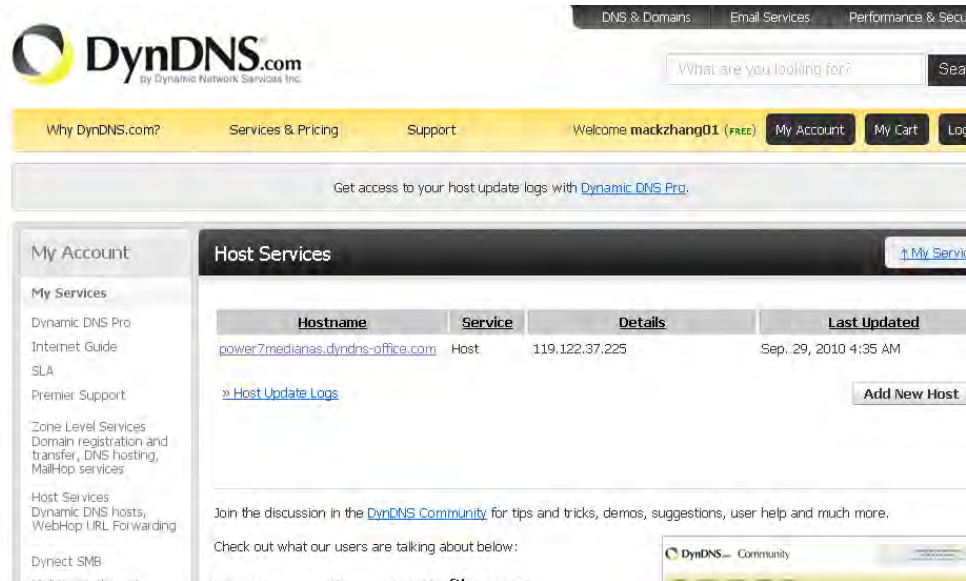 DNS & Domains Email Services Performance & Secu
DynDNS.com
by Dynamic Network Services Inc.
What are you looking for? Sea
Why DynDNS.com? Services & Pricing Support Welcome mackzhang01 (FREE) My Account My Cart Log
Get access to your host update logs with Dynamic DNS Pro.
My Account
Host Services
↑ My Servic
My Services
Dynamic DNS Pro
Internet Guide
SLA
Premier Support
Zone Level Services
Domain registration and
transfer, DNS hosting,
MailHop services
Host Services
Dynamic DNS hosts,
WebHop URL Forwarding
Dynect SMB
Hostname Service Details Last Updated
power7medianas.dyndns-office.com Host 119.122.37.225 Sep. 29, 2010 4:35 AM
» Host Update Logs
Add New Host
Join the discussion in the DynDNS Community for tips and tricks, demos, suggestions, user help and much more.
Check out what our users are talking about below:
DynDNS Community